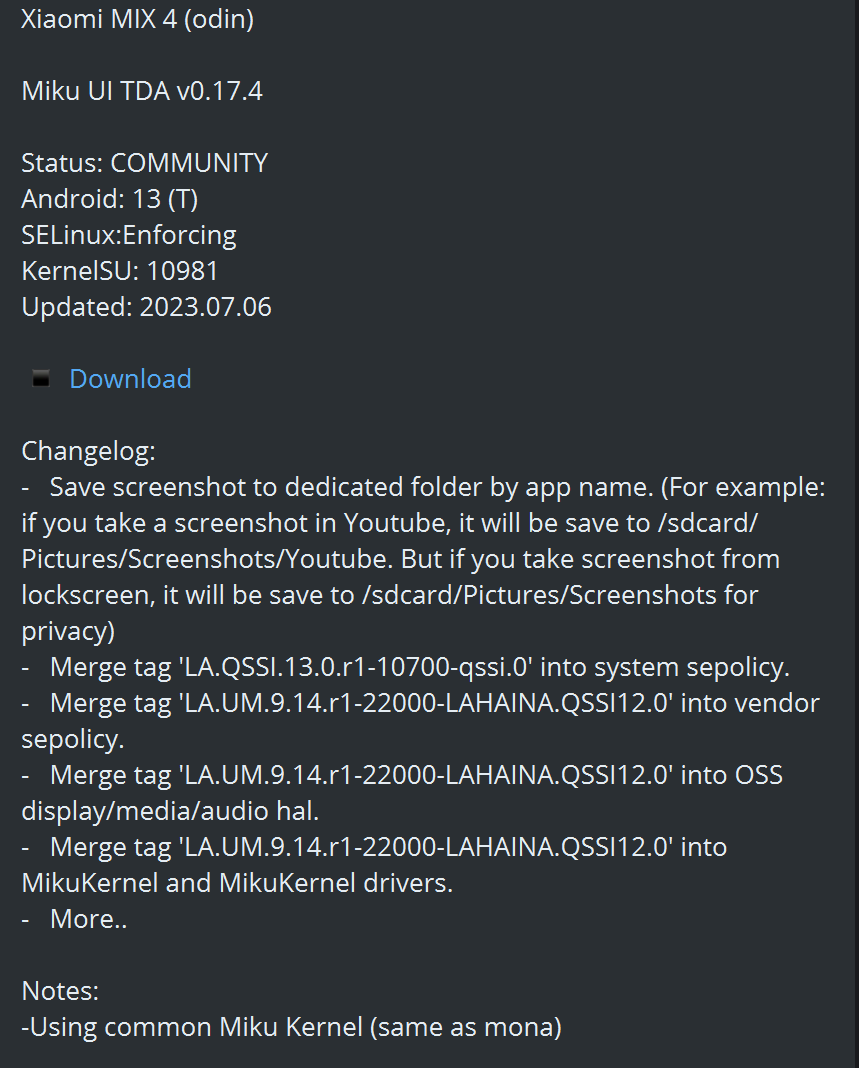 Xiaomi MIX 4 (odin)
Miku UI TDA v0.17.4
Status: COMMUNITY
Android: 13 (T)
SELinux:Enforcing
KernelSU: 10981
Updated: 2023.07.06
Download
Changelog:
-   Save screenshot to dedicated folder by app name. (For example:
if you take a screenshot in Youtube, it will be save to /sdcard/
Pictures/Screenshots/Youtube. But if you take screenshot from
lockscreen, it will be save to /sdcard/Pictures/Screenshots for
privacy)
-   Merge tag 'LA.QSSI.13.0.r1-10700-qssi.0' into system sepolicy.
-   Merge tag 'LA.UM.9.14.r1-22000-LAHAINA.QSSI12.0' into vendor
sepolicy.
-   Merge tag 'LA.UM.9.14.r1-22000-LAHAINA.QSSI12.0' into OSS
display/media/audio hal.
-   Merge tag 'LA.UM.9.14.r1-22000-LAHAINA.QSSI12.0' into
MikuKernel and MikuKernel drivers.
-   More..
Notes:
-Using common Miku Kernel (same as mona)